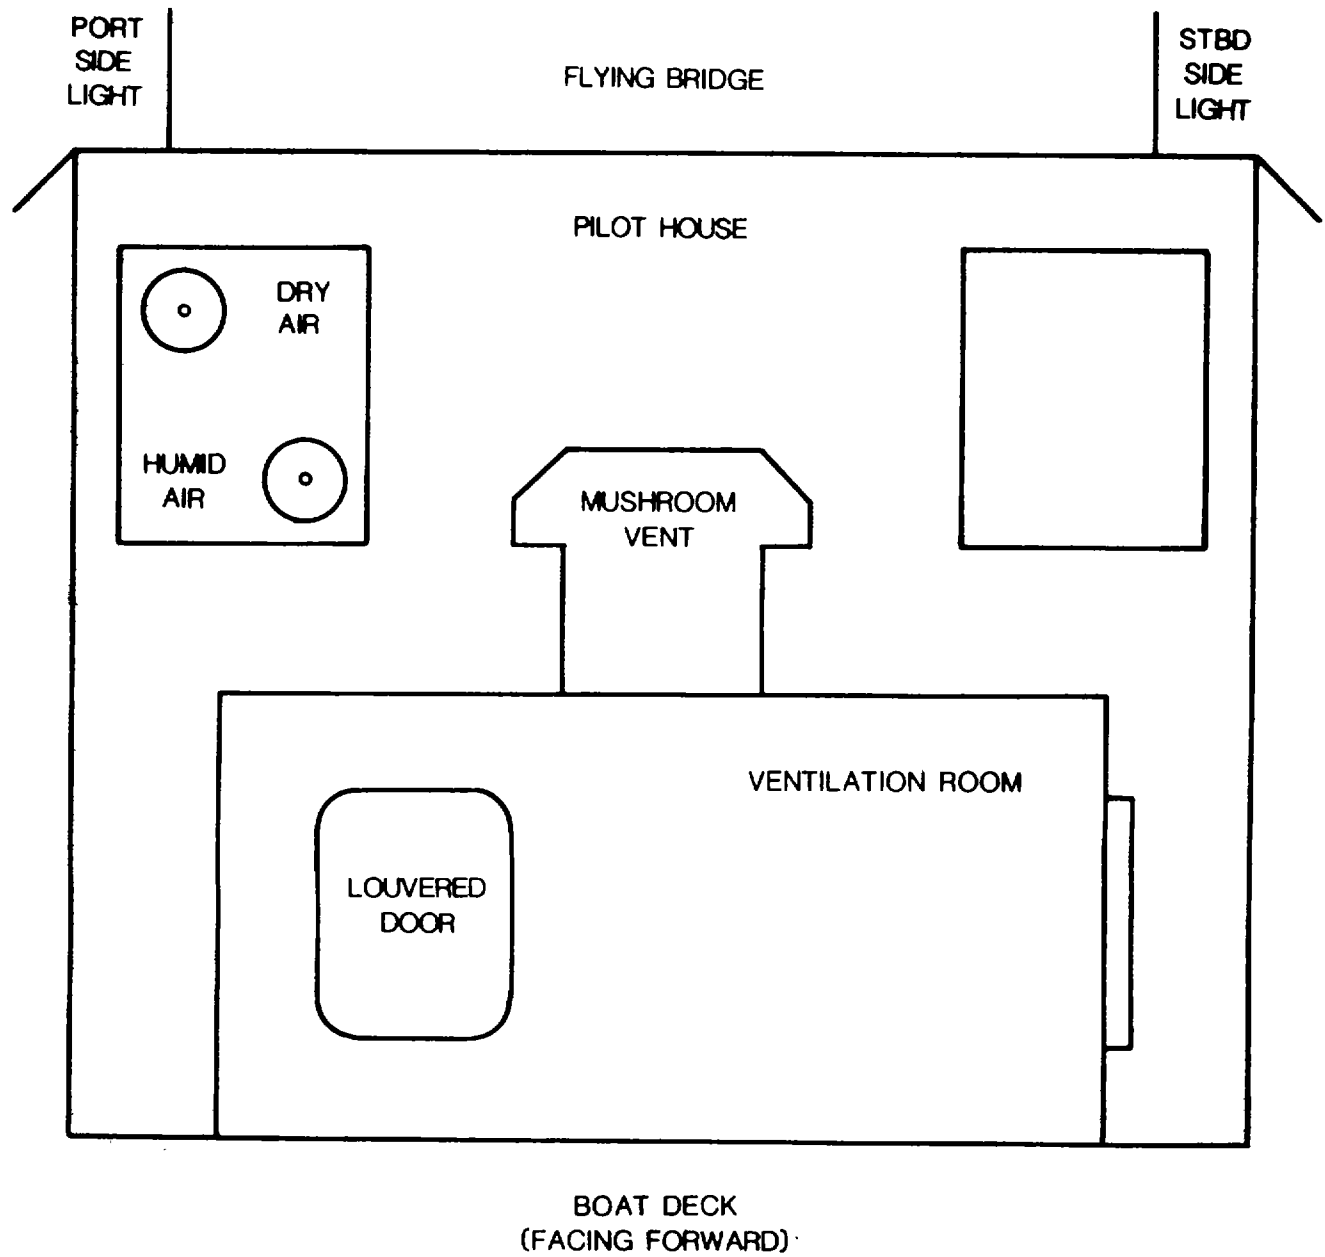 PORT
SIDE
LIGHT
FLYING BRIDGE
STBD
SIDE
LIGHT
PILOT HOUSE
DRY
AIR
HUMID
AIR
MUSHROOM
VENT
VENTILATION ROOM
LOUVERED
DOOR
BOAT DECK
(FACING FORWARD)